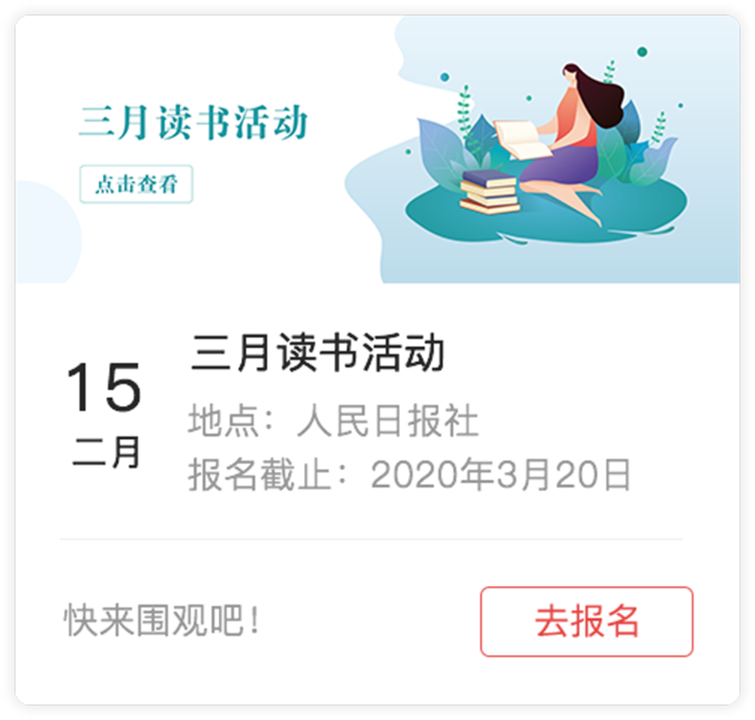 三月读书活动
点击查看
15
二月
三月读书活动
地点：人民日报社
报名截止：2020年3月20日
快来围观吧！
去报名